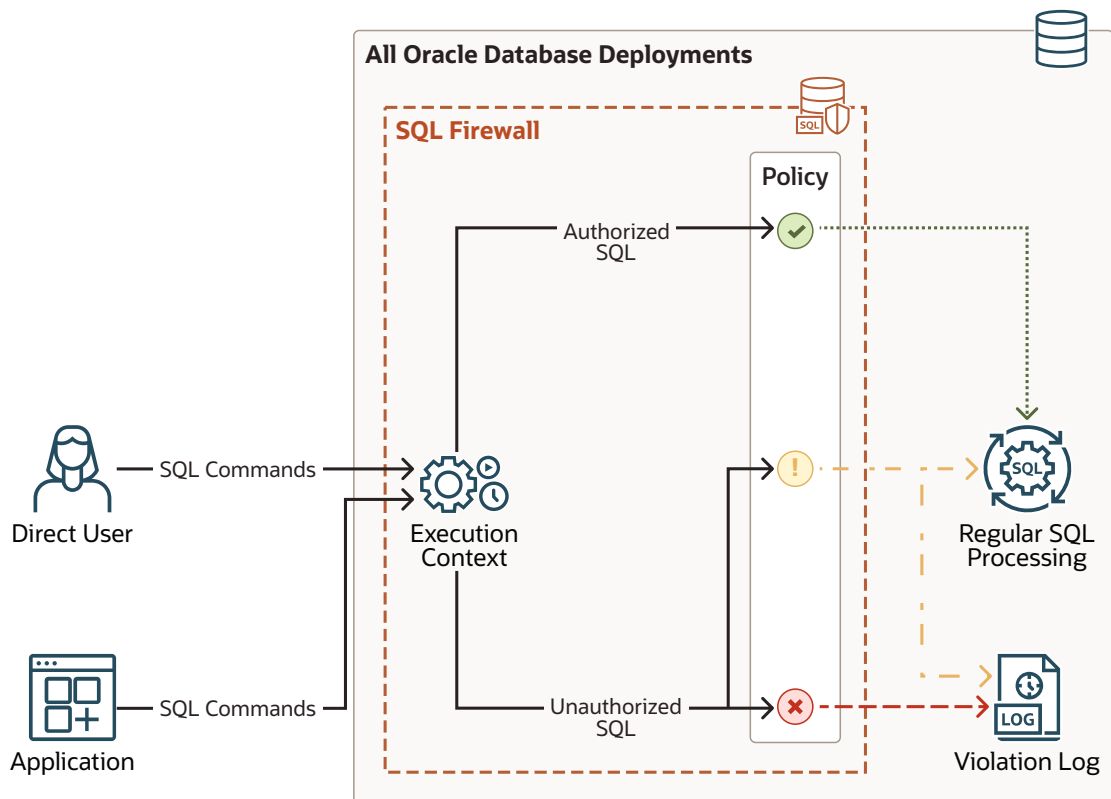 All Oracle Database Deployments
SQL
SQL Firewall
Policy
Authorized
SQL
SQL Commands
SQL
Direct User
Execution
Context
Regular SQL
Processing
SQL Commands
Unauthorized
SQL
LOG
Application
Violation Log